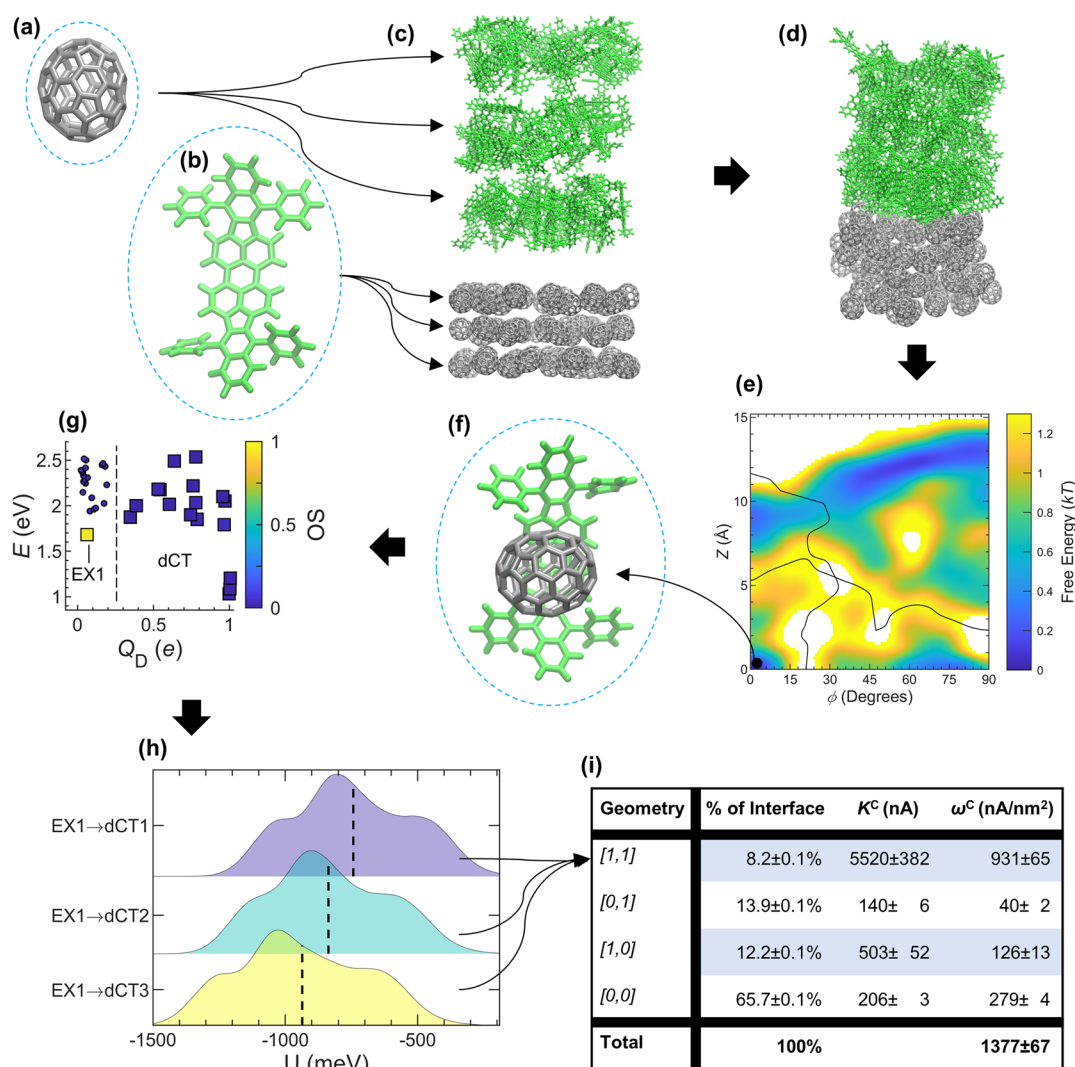 (a)
(b)
(c)
(d)
(e)
15
10
5
0
Z (Å)
0 15 30 45 60 75 90
ϕ (Degrees)
1.2
1
0.8
0.6
0.4
0.2
0
Free Energy (kT)
(f)
(g)
2.5
2
1.5
1
E (eV)
EX1
dCT
0 0.5 1
Q_D (e)
1
0.5
0
OS
(h)
EX1→dCT1
EX1→dCT2
EX1→dCT3
-1500 -1000 -500
U (meV)
(i)
Geometry % of Interface K^C (nA) ω^C (nA/nm²)
[1,1] 8.2±0.1% 5520±382 931±65
[0,1] 13.9±0.1% 140± 6 40± 2
[1,0] 12.2±0.1% 503± 52 126±13
[0,0] 65.7±0.1% 206± 3 279± 4
Total 100% 1377±67